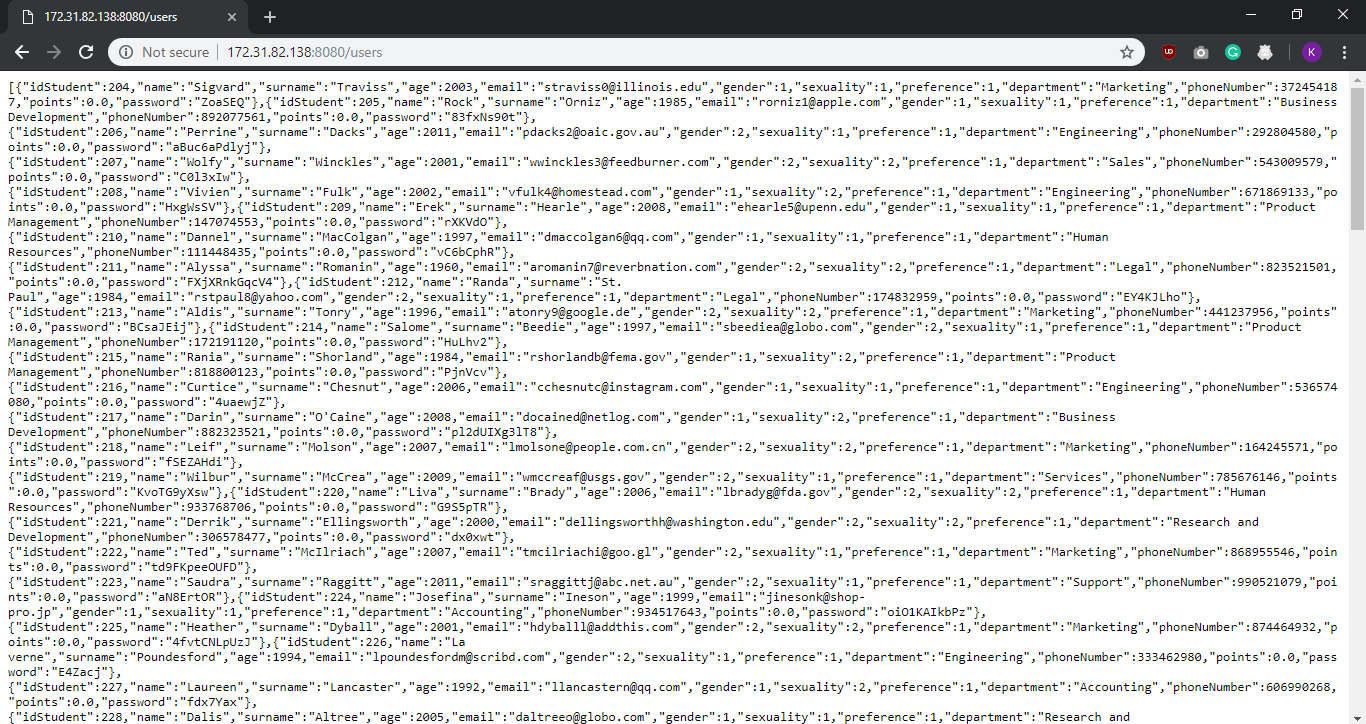 172.31.82.138:8080/users
Not secure | 172.31.82.138:8080/users
K
[{"idStudent":204,"name":"Sigvard","surname":"Traviss","age":2003,"email":"straviss0@illinois.edu","gender":1,"sexuality":1,"preference":1,"department":"Marketing","phoneNumber":37245418
7,"points":0.0,"password":"ZoaSEQ"},{"idStudent":205,"name":"Rock","surname":"Orniz","age":1985,"email":"rorniz1@apple.com","gender":1,"sexuality":1,"preference":1,"department":"Business
Development","phoneNumber":892077561,"points":0.0,"password":"83fxNs90t"},
{"idStudent":206,"name":"Perrine","surname":"Dacks","age":2011,"email":"pdacks2@oaic.gov.au","gender":2,"sexuality":1,"preference":1,"department":"Engineering","phoneNumber":292804580,"p
oints":0.0,"password":"aBuc6aPdlyj"},
{"idStudent":207,"name":"Wolfy","surname":"Winckles","age":2001,"email":"wwinckles3@feedburner.com","gender":2,"sexuality":2,"preference":1,"department":"Sales","phoneNumber":543009579,"
points":0.0,"password":"C0l3xIw"},
{"idStudent":208,"name":"Vivien","surname":"Fulk","age":2002,"email":"vfulk4@homestead.com","gender":1,"sexuality":2,"preference":1,"department":"Engineering","phoneNumber":671869133,"po
ints":0.0,"password":"HxgWsSV"},{"idStudent":209,"name":"Erek","surname":"Hearle","age":2008,"email":"ehearle5@upenn.edu","gender":1,"sexuality":1,"preference":1,"department":"Product
Management","phoneNumber":147074553,"points":0.0,"password":"rXKVdO"},
{"idStudent":210,"name":"Dannel","surname":"MacColgan","age":1997,"email":"dmaccolgan6@qq.com","gender":1,"sexuality":1,"preference":1,"department":"Human
Resources","phoneNumber":111448435,"points":0.0,"password":"vC6bCphR"},
{"idStudent":211,"name":"Alyssa","surname":"Romanin","age":1960,"email":"aromanin7@reverbnation.com","gender":2,"sexuality":2,"preference":1,"department":"Legal","phoneNumber":823521501,
"points":0.0,"password":"FXjXRnkGqcV4"},{"idStudent":212,"name":"Randa","surname":"St.
Paul","age":1984,"email":"rstpaul8@yahoo.com","gender":2,"sexuality":1,"preference":1,"department":"Legal","phoneNumber":174832959,"points":0.0,"password":"EY4KJLho"},
{"idStudent":213,"name":"Aldis","surname":"Tonry","age":1996,"email":"atonry9@google.de","gender":2,"sexuality":2,"preference":1,"department":"Marketing","phoneNumber":441237956,"points"
:0.0,"password":"BCsaJEij"},{"idStudent":214,"name":"Salome","surname":"Beedie","age":1997,"email":"sbeediea@globo.com","gender":2,"sexuality":1,"preference":1,"department":"Product
Management","phoneNumber":172191120,"points":0.0,"password":"HuLhv2"},
{"idStudent":215,"name":"Rania","surname":"Shorland","age":1984,"email":"rshorlandb@fema.gov","gender":1,"sexuality":2,"preference":1,"department":"Product
Management","phoneNumber":818800123,"points":0.0,"password":"PjnVcv"},
{"idStudent":216,"name":"Curtice","surname":"Chesnut","age":2006,"email":"cchesnutc@instagram.com","gender":1,"sexuality":1,"preference":1,"department":"Engineering","phoneNumber":536574
080,"points":0.0,"password":"4uaewjZ"},
{"idStudent":217,"name":"Darin","surname":"O'Caine","age":2008,"email":"docained@netlog.com","gender":1,"sexuality":2,"preference":1,"department":"Business
Development","phoneNumber":882323521,"points":0.0,"password":"pl2dUIXg3lT8"},
{"idStudent":218,"name":"Leif","surname":"Molson","age":2007,"email":"lmolsone@people.com.cn","gender":2,"sexuality":2,"preference":1,"department":"Marketing","phoneNumber":164245571,"po
ints":0.0,"password":"fSEZAHdi"},
{"idStudent":219,"name":"Wilbur","surname":"McCrea","age":2009,"email":"wmccreaf@usgs.gov","gender":2,"sexuality":1,"preference":1,"department":"Services","phoneNumber":785676146,"points
":0.0,"password":"KvoTG9yXsw"},{"idStudent":220,"name":"Liva","surname":"Brady","age":2006,"email":"lbradyg@fda.gov","gender":2,"sexuality":2,"preference":1,"department":"Human
Resources","phoneNumber":933768706,"points":0.0,"password":"G9S5pTR"},
{"idStudent":221,"name":"Derrik","surname":"Ellingsworth","age":2000,"email":"dellingsworthh@washington.edu","gender":2,"sexuality":2,"preference":1,"department":"Research and
Development","phoneNumber":306578477,"points":0.0,"password":"dx0xwt"},
{"idStudent":222,"name":"Ted","surname":"McIlriach","age":2007,"email":"tmcilriachi@goo.gl","gender":2,"sexuality":1,"preference":1,"department":"Marketing","phoneNumber":868955546,"poin
ts":0.0,"password":"td9FKpeeOUFD"},
{"idStudent":223,"name":"Saudra","surname":"Raggitt","age":2011,"email":"sraggittj@abc.net.au","gender":2,"sexuality":1,"preference":1,"department":"Support","phoneNumber":990521079,"poi
nts":0.0,"password":"aN8ErtOR"},{"idStudent":224,"name":"Josefina","surname":"Ineson","age":1999,"email":"jinesonk@shop-
pro.jp","gender":1,"sexuality":1,"preference":1,"department":"Accounting","phoneNumber":934517643,"points":0.0,"password":"oiO1KAIkbPz"},
{"idStudent":225,"name":"Heather","surname":"Dyball","age":2001,"email":"hdyballl@addthis.com","gender":2,"sexuality":2,"preference":1,"department":"Marketing","phoneNumber":874464932,"p
oints":0.0,"password":"4fvtCNLpUzJ"},{"idStudent":226,"name":"La
verne","surname":"Poundesford","age":1994,"email":"lpoundesfordm@scribd.com","gender":2,"sexuality":1,"preference":1,"department":"Engineering","phoneNumber":333462980,"points":0.0,"pass
word":"E4Zacj"},
{"idStudent":227,"name":"Laureen","surname":"Lancaster","age":1992,"email":"llancastern@qq.com","gender":1,"sexuality":2,"preference":1,"department":"Accounting","phoneNumber":606990268,
"points":0.0,"password":"fdx7Yax"},
{"idStudent":228,"name":"Dalis","surname":"Altree","age":2005,"email":"daltreeo@globo.com","gender":1,"sexuality":1,"preference":1,"department":"Research and